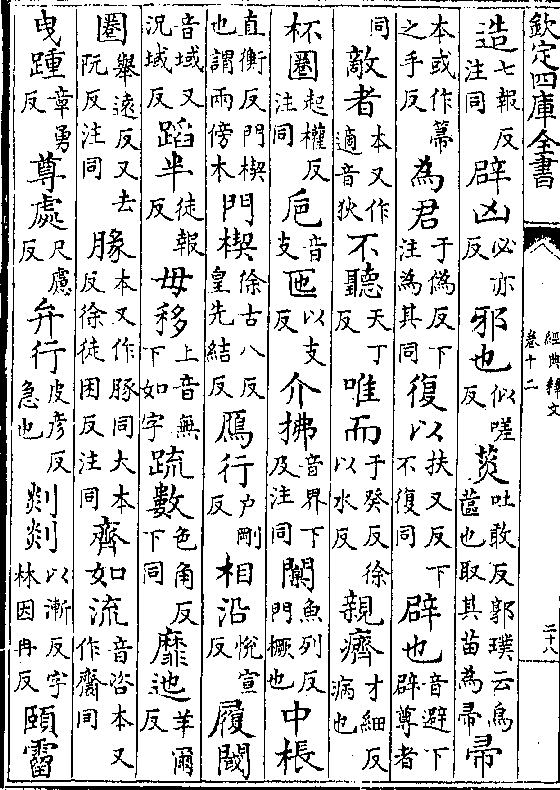 欽定四庫全書
經典釋文
卷十二
二十八
造七報反注同辟凶必亦反邪也似嗟反菼吐敢反郭璞云烏蓲也取其苗為帚帚
本或作箒之手反為君于偽反下注為其同復以扶又反下不復同辟也音避下辟尊者
同敵者本又作適音狄不聽天丁反唯而于癸反徐以水反親癠才細反病也
杯圈起權反注同巵音支匜以支反介拂音界下及注同闑魚列反門橛也中棖
直衡反門楔也謂兩傍木門楔徐古八反皇先結反鴈行户剛反相沿悅宣反履閾
音域又況域反蹈半徒報反毋移上音無下如字疏數色角反下同靡迆羊爾反
圈舉遠反又去阮反注同腞本又作豚同大本反徐徒困反注同齊如流音咨本又作齋同
曳踵章勇反尊處尺慮反弁行皮彥反急也剡剡以漸反字林因冉反頤霤